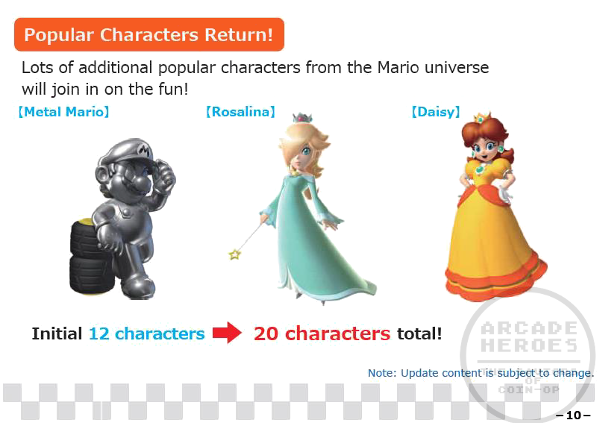 Popular Characters Return!
Lots of additional popular characters from the Mario universe
will join in on the fun!
【Metal Mario】 【Rosalina】 【Daisy】
Initial 12 characters 20 characters total!
ARCADE
HEROES
Note: Update content is subject to change.
OF
COIN-OP
–10–